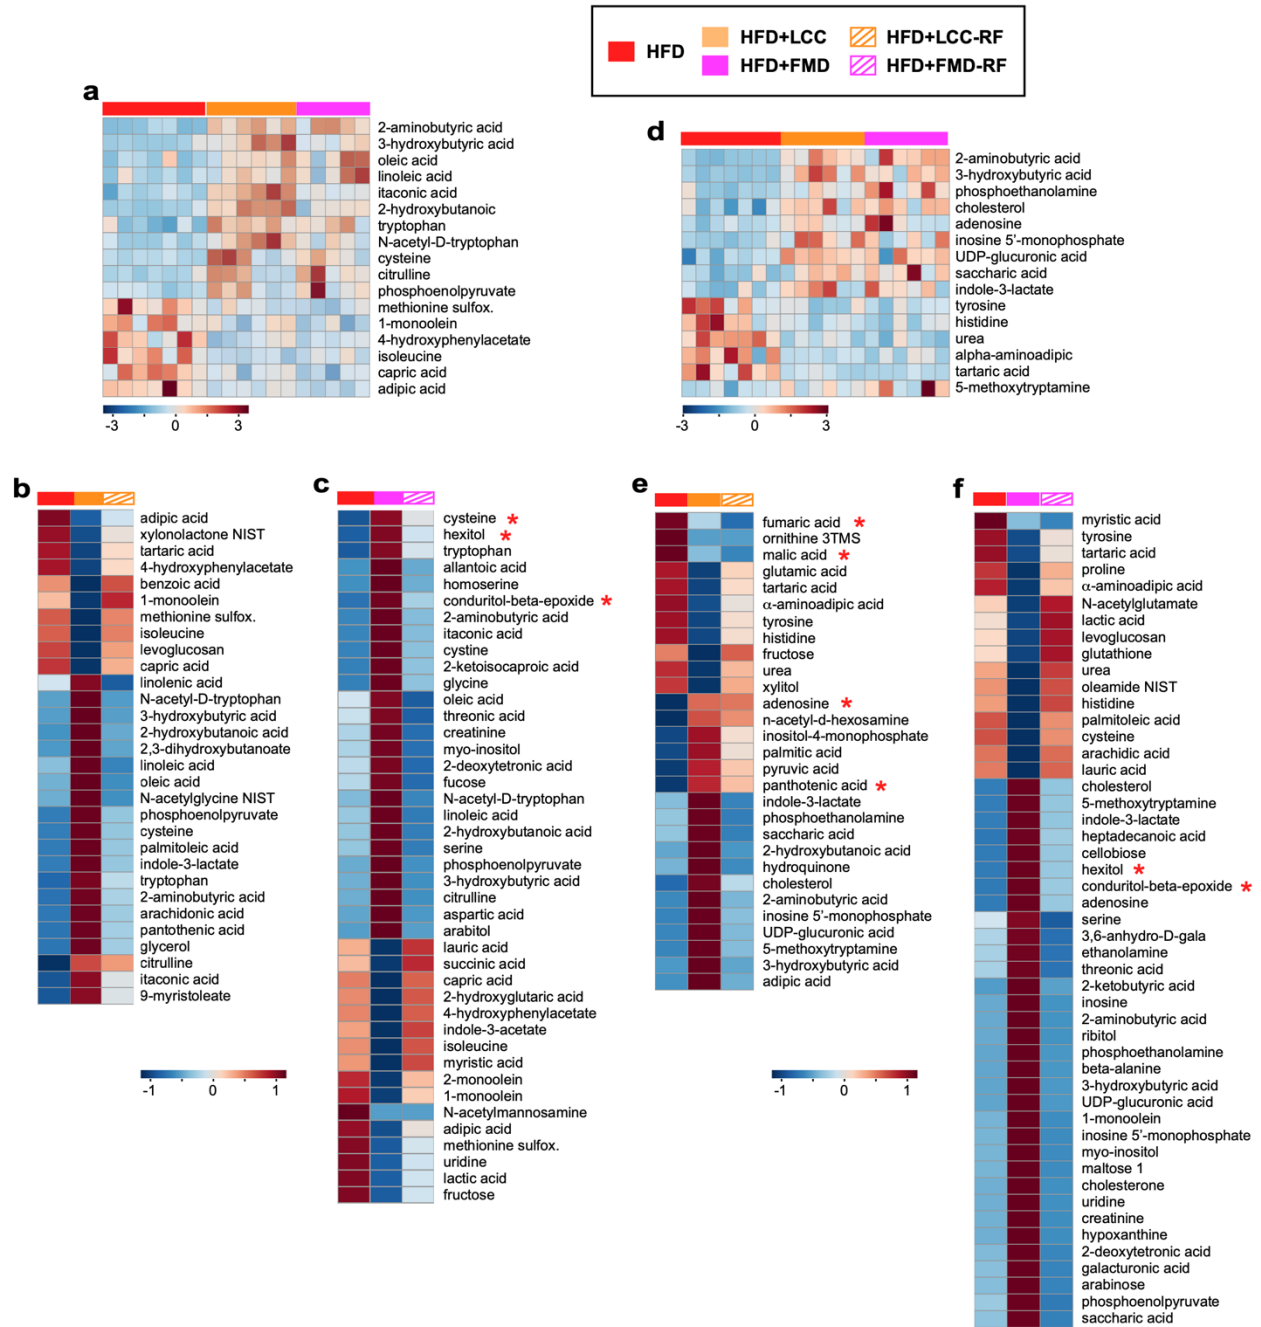 HFD
HFD+LCC
HFD+LCC-RF
HFD+FMD
HFD+FMD-RF
a
2-aminobutyric acid
3-hydroxybutyric acid
oleic acid
linoleic acid
itaconic acid
2-hydroxybutanoic
tryptophan
N-acetyl-D-tryptophan
cysteine
citrulline
phosphoenolpyruvate
methionine sulfox.
1-monoolein
4-hydroxyphenylacetate
isoleucine
capric acid
adipic acid
-3 0 3
d
2-aminobutyric acid
3-hydroxybutyric acid
phosphoethanolamine
cholesterol
adenosine
inosine 5'-monophosphate
UDP-glucuronic acid
saccharic acid
indole-3-lactate
tyrosine
histidine
urea
alpha-aminoadipic
tartaric acid
5-methoxytryptamine
-3 0 3
b
adipic acid
xylonolactone NIST
tartaric acid
4-hydroxyphenylacetate
benzoic acid
1-monoolein
methionine sulfox.
isoleucine
levoglucosan
capric acid
linolenic acid
N-acetyl-D-tryptophan
3-hydroxybutyric acid
2-hydroxybutanoic acid
2,3-dihydroxybutanoate
linoleic acid
oleic acid
N-acetylglycine NIST
phosphoenolpyruvate
cysteine
palmitoleic acid
indole-3-lactate
tryptophan
2-aminobutyric acid
arachidonic acid
pantothenic acid
glycerol
citrulline
itaconic acid
9-myristoleate
-1 0 1
c
cysteine *
hexitol *
tryptophan
allantoic acid
homoserine
conduritol-beta-epoxide *
2-aminobutyric acid
itaconic acid
cystine
2-ketoisocaproic acid
glycine
oleic acid
threonic acid
creatinine
myo-inositol
2-deoxytetronic acid
fucose
N-acetyl-D-tryptophan
linoleic acid
2-hydroxybutanoic acid
serine
phosphoenolpyruvate
3-hydroxybutyric acid
citrulline
aspartic acid
arabitol
lauric acid
succinic acid
capric acid
2-hydroxyglutaric acid
4-hydroxyphenylacetate
indole-3-acetate
isoleucine
myristic acid
2-monoolein
1-monoolein
N-acetylmannosamine
adipic acid
methionine sulfox.
uridine
lactic acid
fructose
e
fumaric acid *
ornithine 3TMS
malic acid *
glutamic acid
tartaric acid
α-aminoadipic acid
tyrosine
histidine
fructose
urea
xylitol
adenosine *
n-acetyl-d-hexosamine
inositol-4-monophosphate
palmitic acid
pyruvic acid
panthotenic acid *
indole-3-lactate
phosphoethanolamine
saccharic acid
2-hydroxybutanoic acid
hydroquinone
cholesterol
2-aminobutyric acid
inosine 5'-monophosphate
UDP-glucuronic acid
5-methoxytryptamine
3-hydroxybutyric acid
adipic acid
-1 0 1
f
myristic acid
tyrosine
tartaric acid
proline
α-aminoadipic acid
N-acetylglutamate
lactic acid
levoglucosan
glutathione
urea
oleamide NIST
histidine
palmitoleic acid
cysteine
arachidic acid
lauric acid
cholesterol
5-methoxytryptamine
indole-3-lactate
heptadecanoic acid
cellobiose
hexitol *
conduritol-beta-epoxide *
adenosine
serine
3,6-anhydro-D-gala
ethanolamine
threonic acid
2-ketobutyric acid
inosine
2-aminobutyric acid
ribitol
phosphoethanolamine
beta-alanine
3-hydroxybutyric acid
UDP-glucuronic acid
1-monoolein
inosine 5'-monophosphate
myo-inositol
maltose 1
cholesterone
uridine
creatinine
hypoxanthine
2-deoxytetronic acid
galacturonic acid
arabinose
phosphoenolpyruvate
saccharic acid